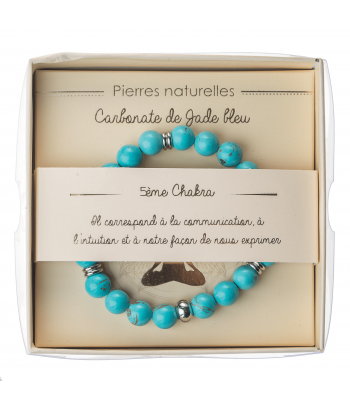 Pierres naturelles
Carbonate de Jade bleu
5ème Chakra
Il correspond à la communication, à
l'intuition et à notre façon de nous exprimer